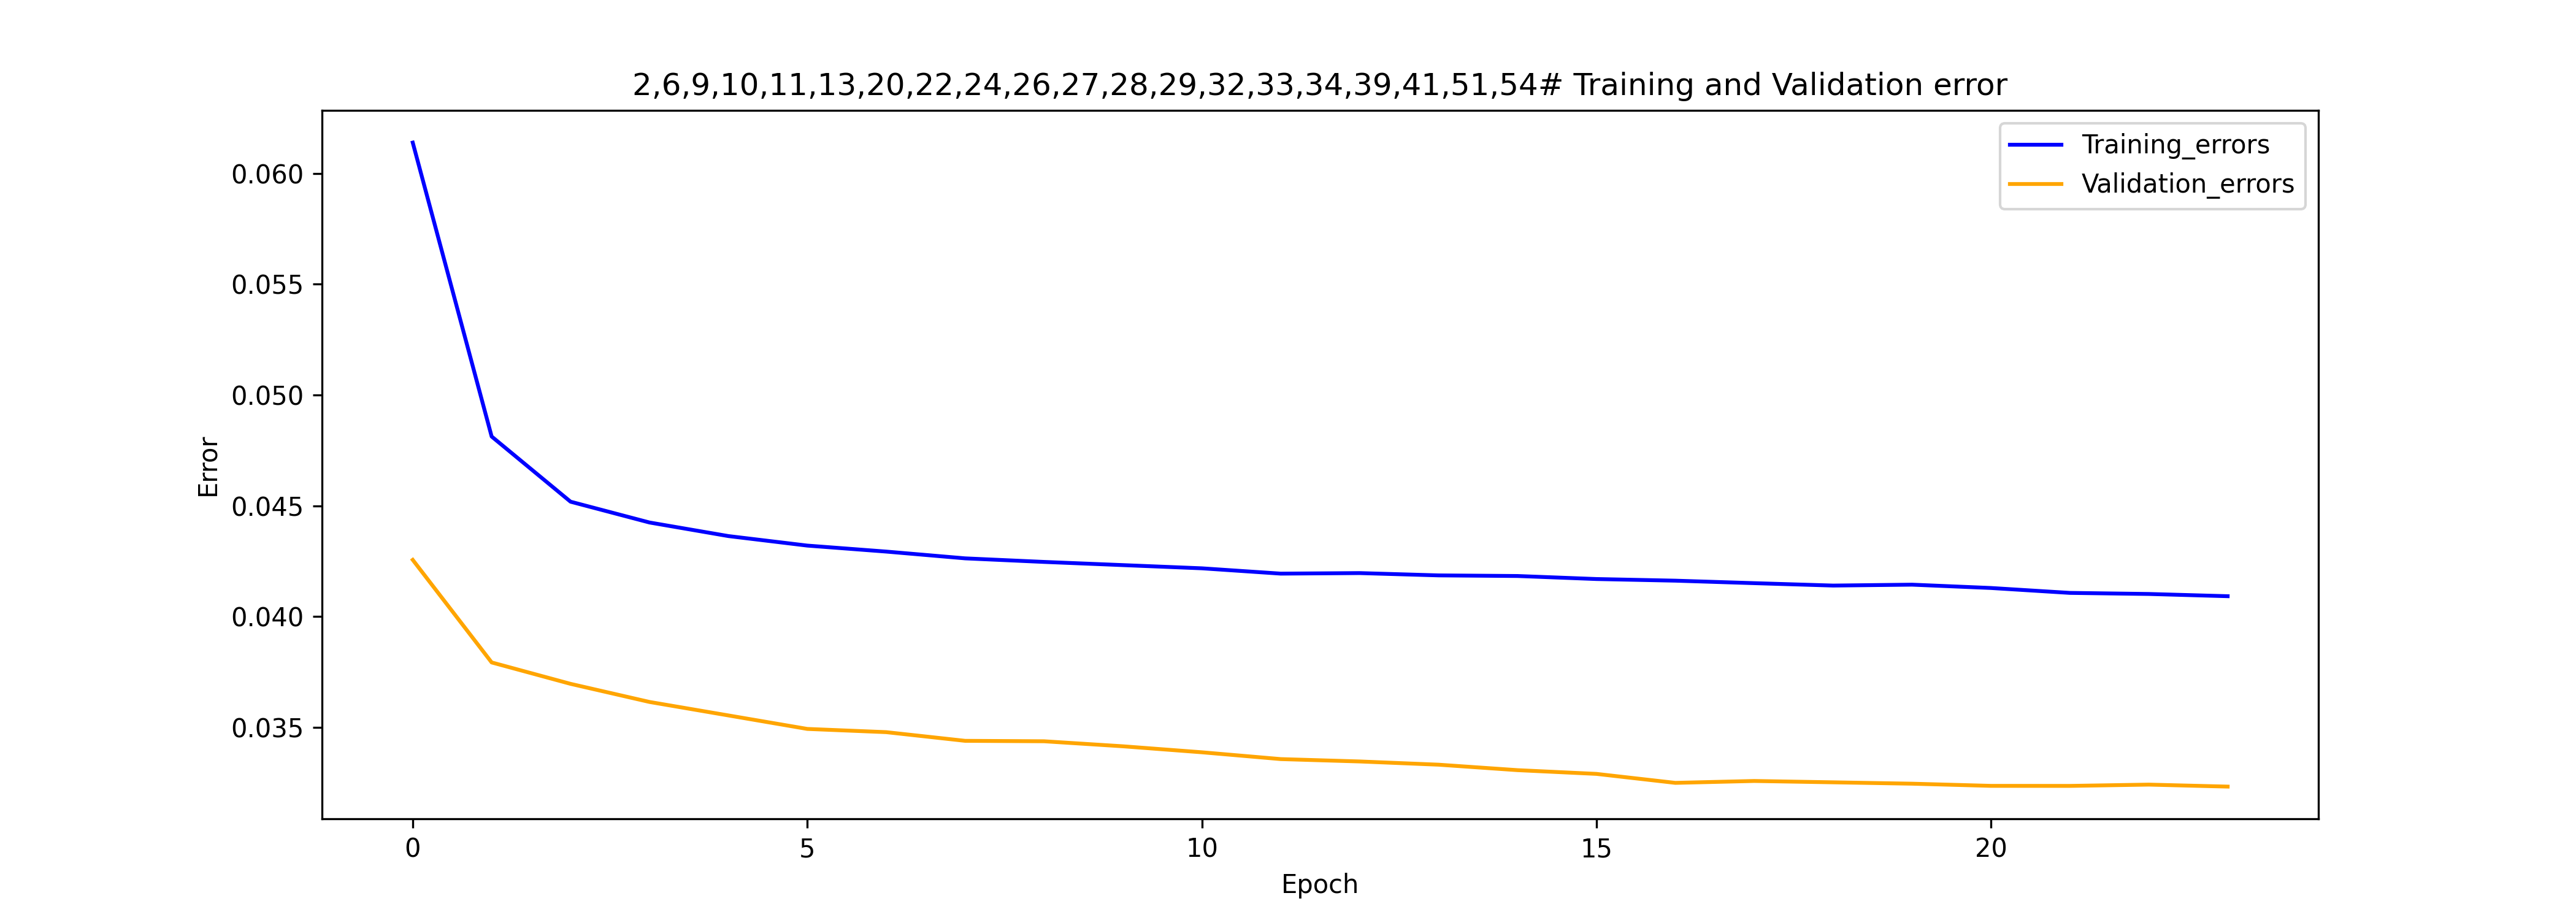 2,6,9,10,11,13,20,22,24,26,27,28,29,32,33,34,39,41,51,54# Training and Validation error
Training_errors
Validation_errors
Error
0.060
0.055
0.050
0.045
0.040
0.035
0
5
10
15
20
Epoch